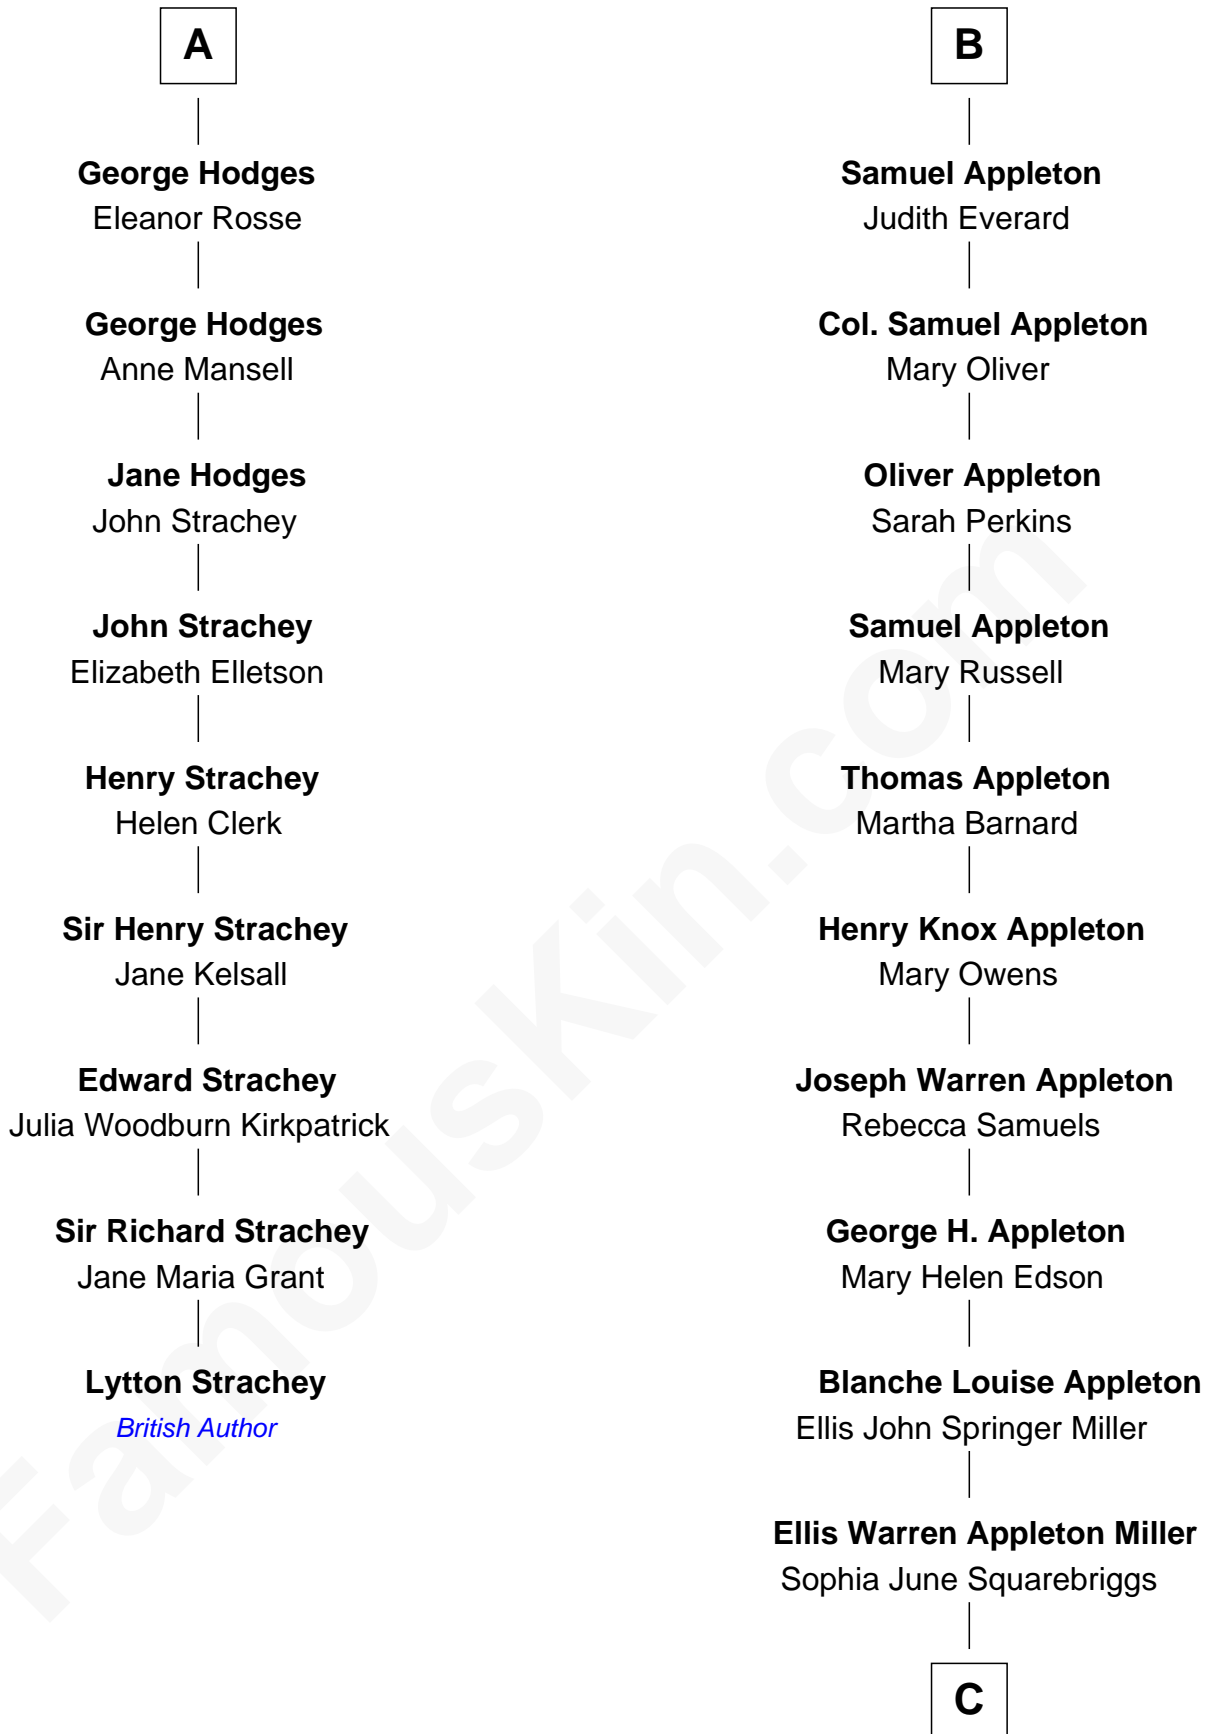 A
George Hodges
Eleanor Rosse
George Hodges
Anne Mansell
Jane Hodges
John Strachey
John Strachey
Elizabeth Elletson
Henry Strachey
Helen Clerk
Sir Henry Strachey
Jane Kelsall
Edward Strachey
Julia Woodburn Kirkpatrick
Sir Richard Strachey
Jane Maria Grant
Lytton Strachey
British Author
B
Samuel Appleton
Judith Everard
Col. Samuel Appleton
Mary Oliver
Oliver Appleton
Sarah Perkins
Samuel Appleton
Mary Russell
Thomas Appleton
Martha Barnard
Henry Knox Appleton
Mary Owens
Joseph Warren Appleton
Rebecca Samuels
George H. Appleton
Mary Helen Edson
Blanche Louise Appleton
Ellis John Springer Miller
Ellis Warren Appleton Miller
Sophia June Squarebriggs
C
FamousKin.com